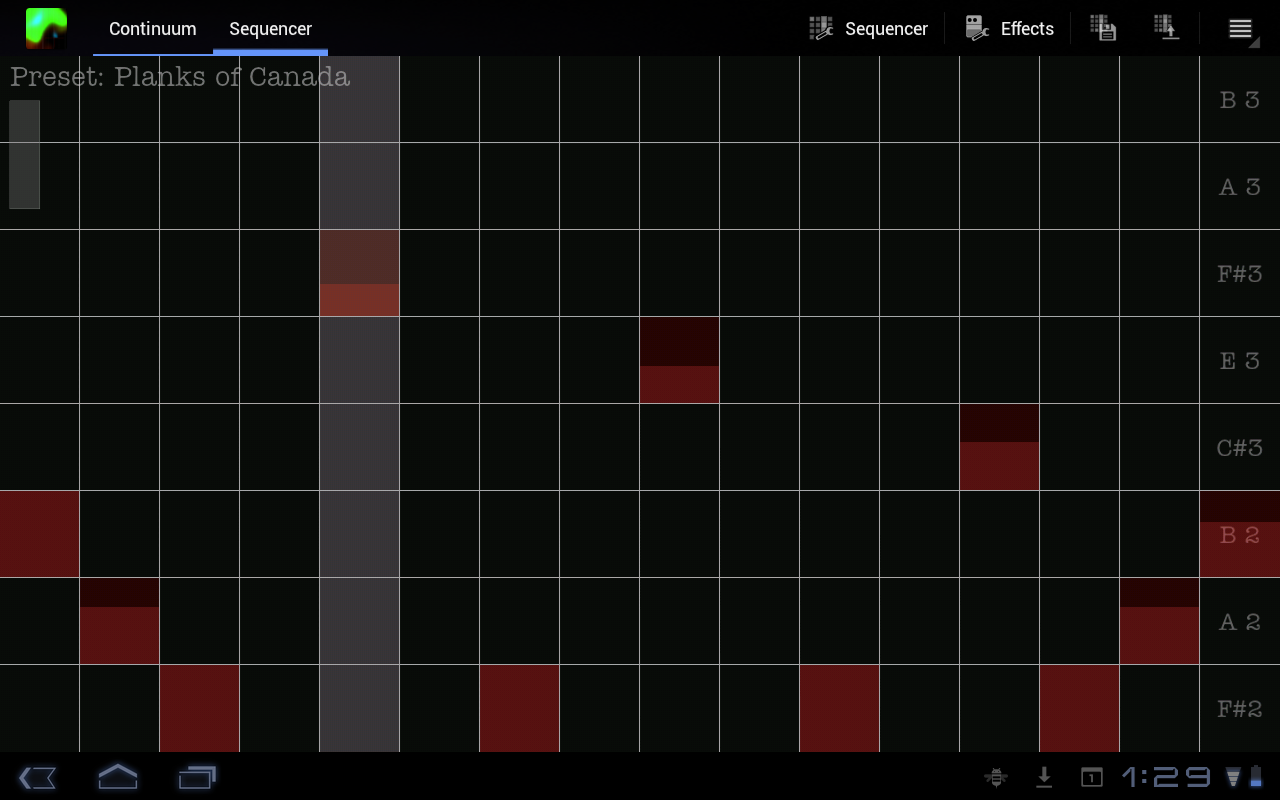 Continuum Sequencer Sequencer Effects
Preset: Planks of Canada
B 3
A 3
F#3
E 3
C#3
B 2
A 2
F#2
1 1:29